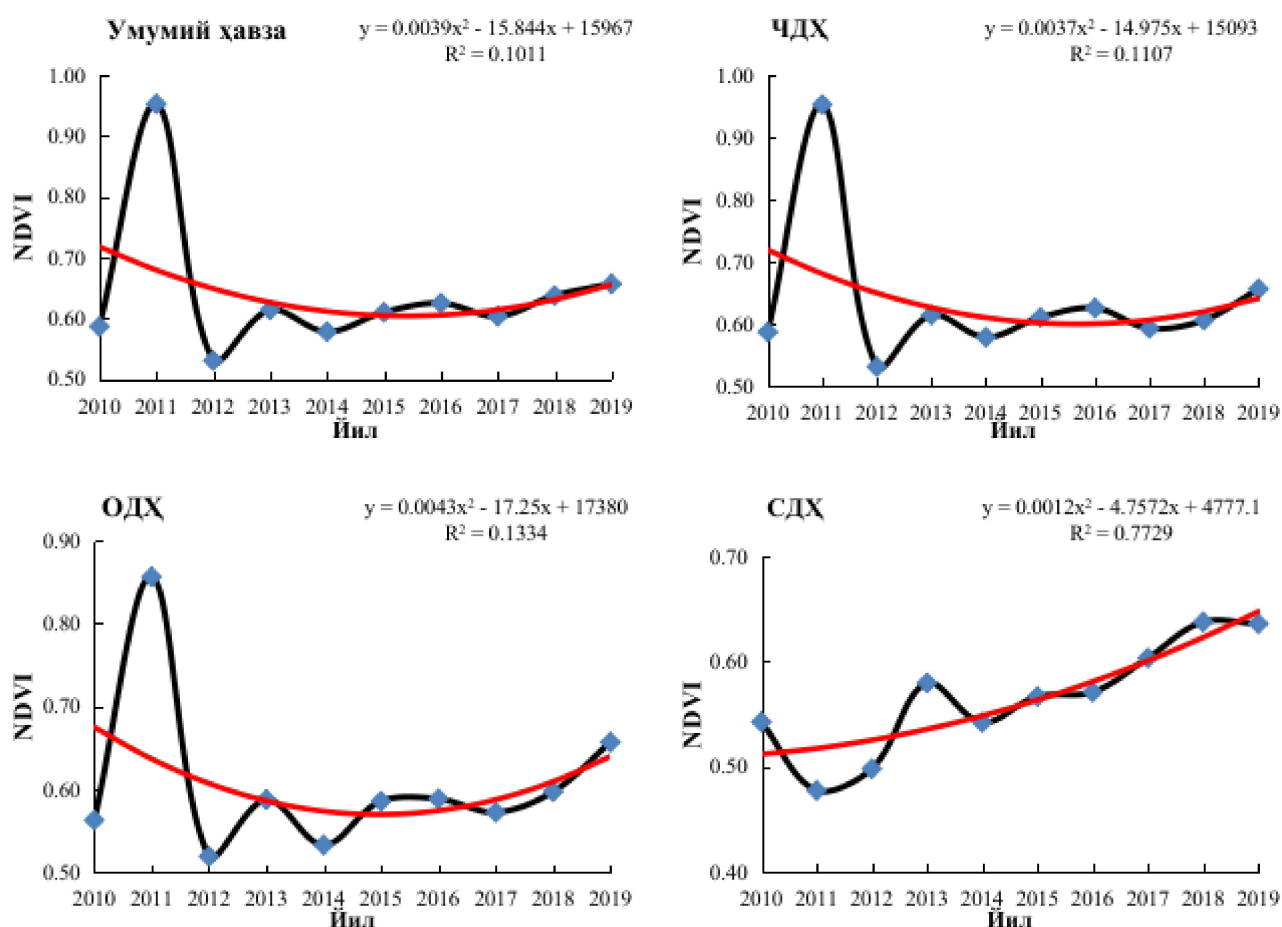 Умумий ҳавза
y = 0.0039x² - 15.844x + 15967
R² = 0.1011
1.00
0.90
0.80
0.70
0.60
0.50
NDVI
2010 2011 2012 2013 2014 2015 2016 2017 2018 2019
Йил
ЧДҲ
y = 0.0037x² - 14.975x + 15093
R² = 0.1107
1.00
0.90
0.80
0.70
0.60
0.50
NDVI
2010 2011 2012 2013 2014 2015 2016 2017 2018 2019
Йил
ОДҲ
y = 0.0043x² - 17.25x + 17380
R² = 0.1334
0.90
0.80
0.70
0.60
0.50
NDVI
2010 2011 2012 2013 2014 2015 2016 2017 2018 2019
Йил
СДҲ
y = 0.0012x² - 4.7572x + 4777.1
R² = 0.7729
0.70
0.60
0.50
0.40
NDVI
2010 2011 2012 2013 2014 2015 2016 2017 2018 2019
Йил